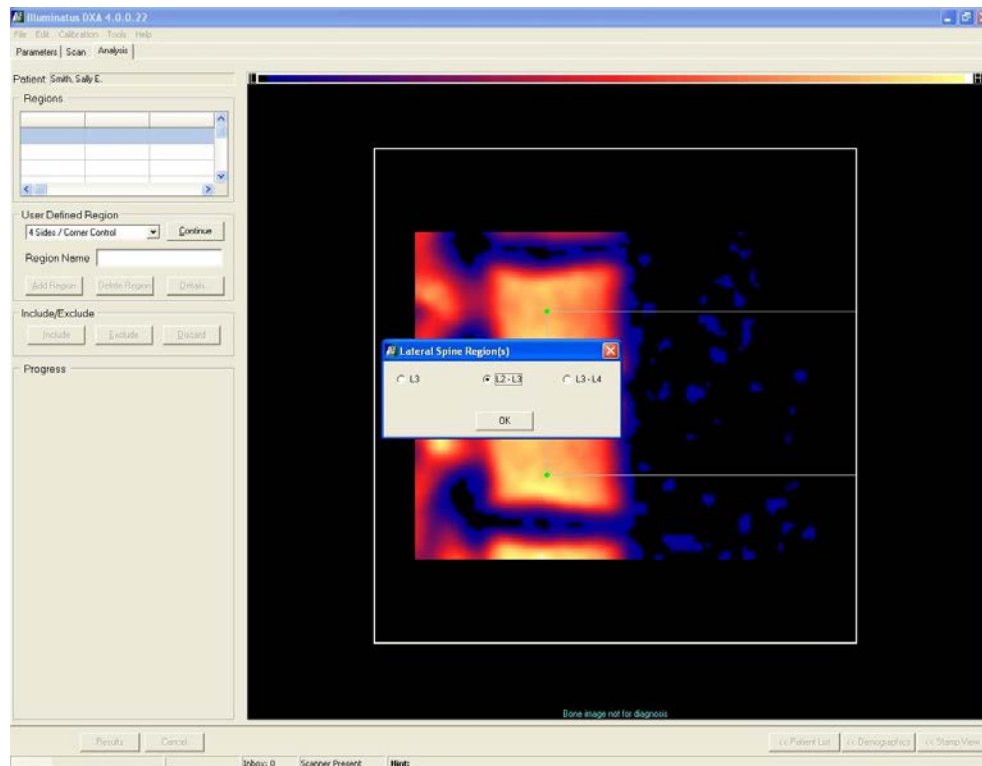 Illuminatus DXA 4.0.0.22
File Edit Calibration Tools Help
Parameters Scan Analysis
Patient Smith, Sally E.
Regions
User Defined Region
4 Sides / Corner Control Continue
Region Name
Add Region Delete Region Details
Include/Exclude
Include Exclude Discard
Progress
Lateral Spine Region(s)
L3 L2 - L3 L3 - L4
OK
Bone image not for diagnosis
Results Cancel << Patient List << Demographics << Stamp View
Inbox: 0 Scanner Present Hint: